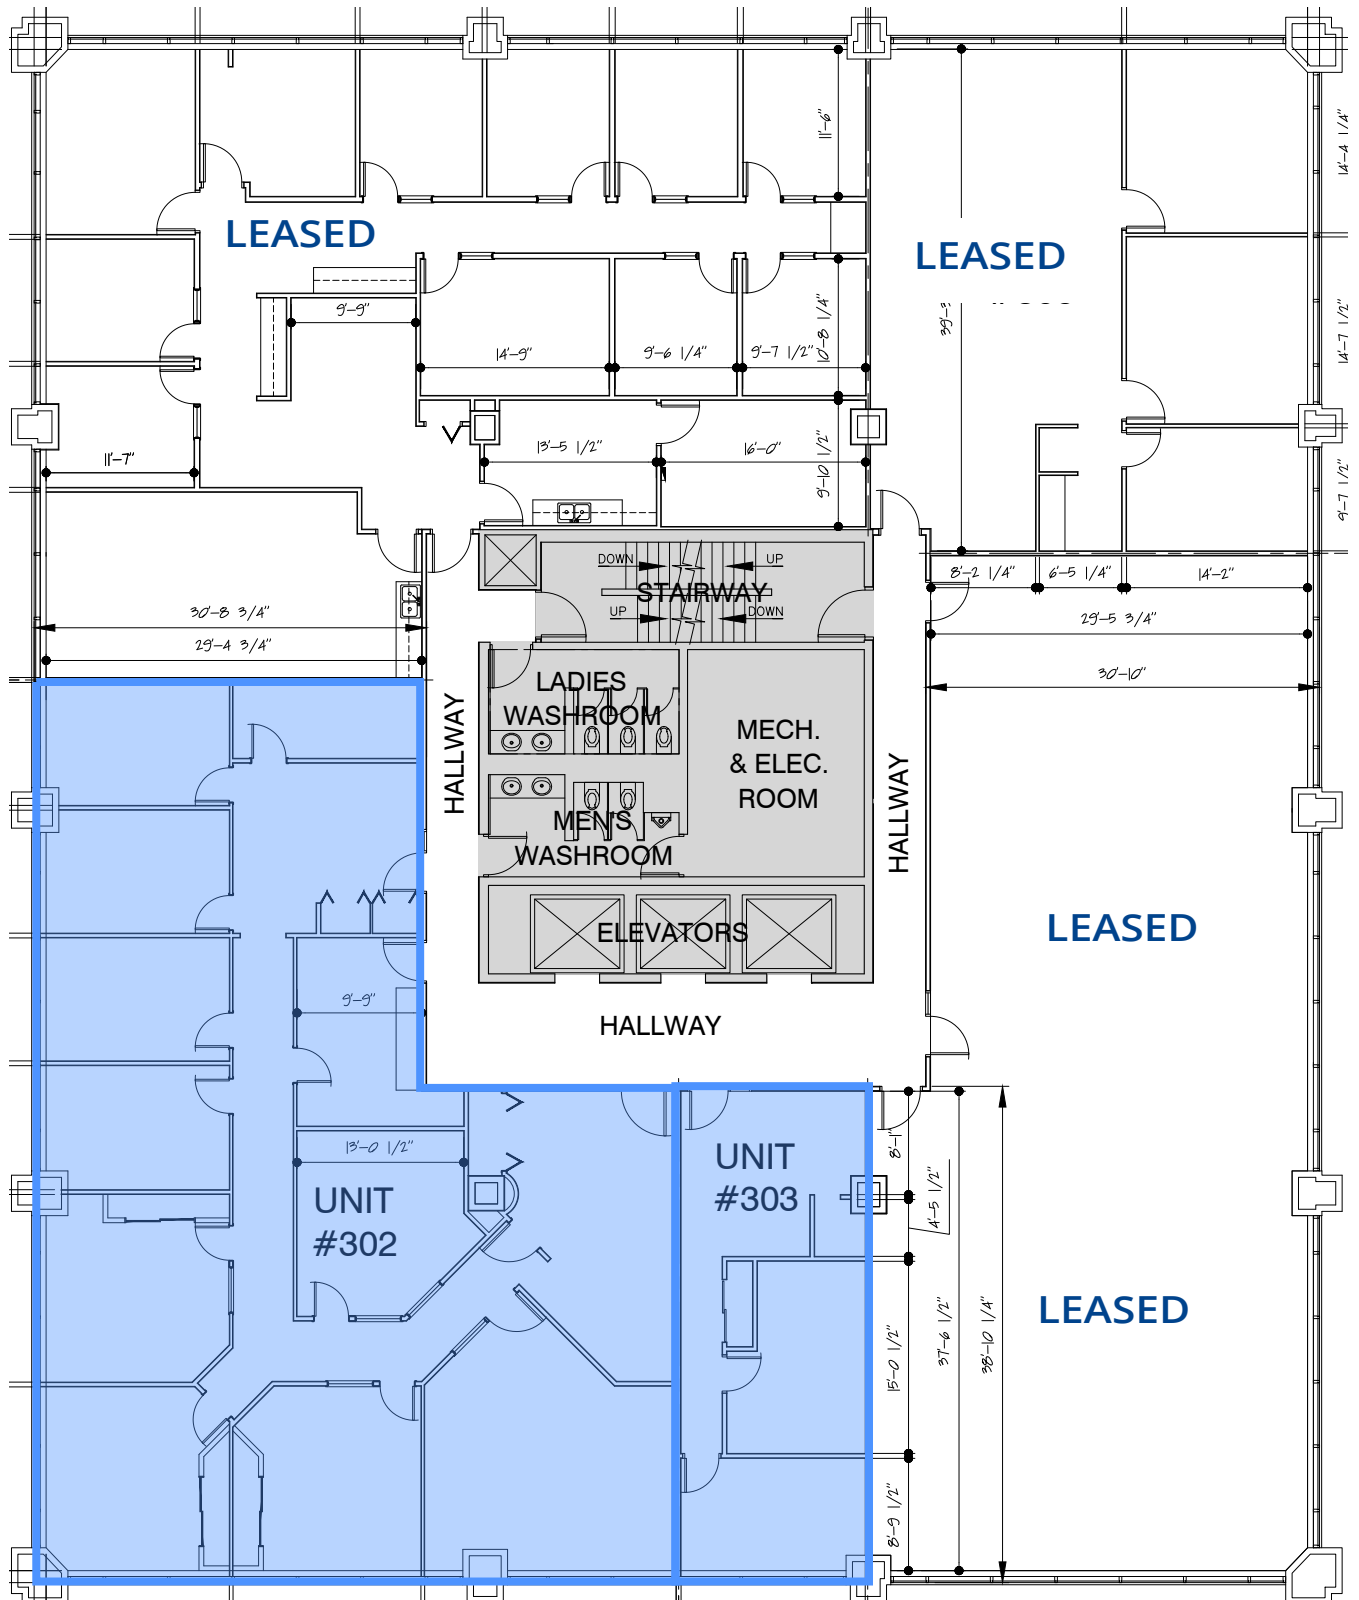 11'-6"
14'-4 1/4"
LEASED
LEASED
9'-9"
14'-9"
9'-6 1/4"
9'-7 1/2"
10'-8 1/4"
14'-7 1/2"
11'-7"
13'-5 1/2"
16'-0"
9'-10 1/2"
9'-7 1/2"
DOWN
UP
STAIRWAY
UP
DOWN
8'-2 1/4"
6'-5 1/4"
14'-2"
30'-8 3/4"
29'-5 3/4"
29'-4 3/4"
30'-10"
LADIES
WASHROOM
HALLWAY
MECH.
& ELEC.
ROOM
HALLWAY
MEN'S
WASHROOM
ELEVATORS
LEASED
9'-9"
HALLWAY
13'-0 1/2"
UNIT
#302
UNIT
#303
8'-1"
4'-5 1/2"
LEASED
15'-0 1/2"
37'-6 1/2"
38'-10 1/4"
8'-9 1/2"